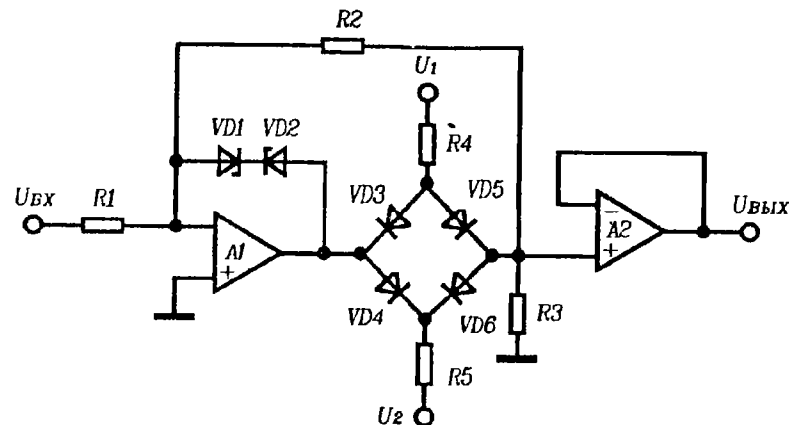 R2
U1
VD1 VD2
R4
VD3 VD5
Uвх R1
A1
+
−
A2
+
Uвых
VD4 VD6
R3
R5
U2